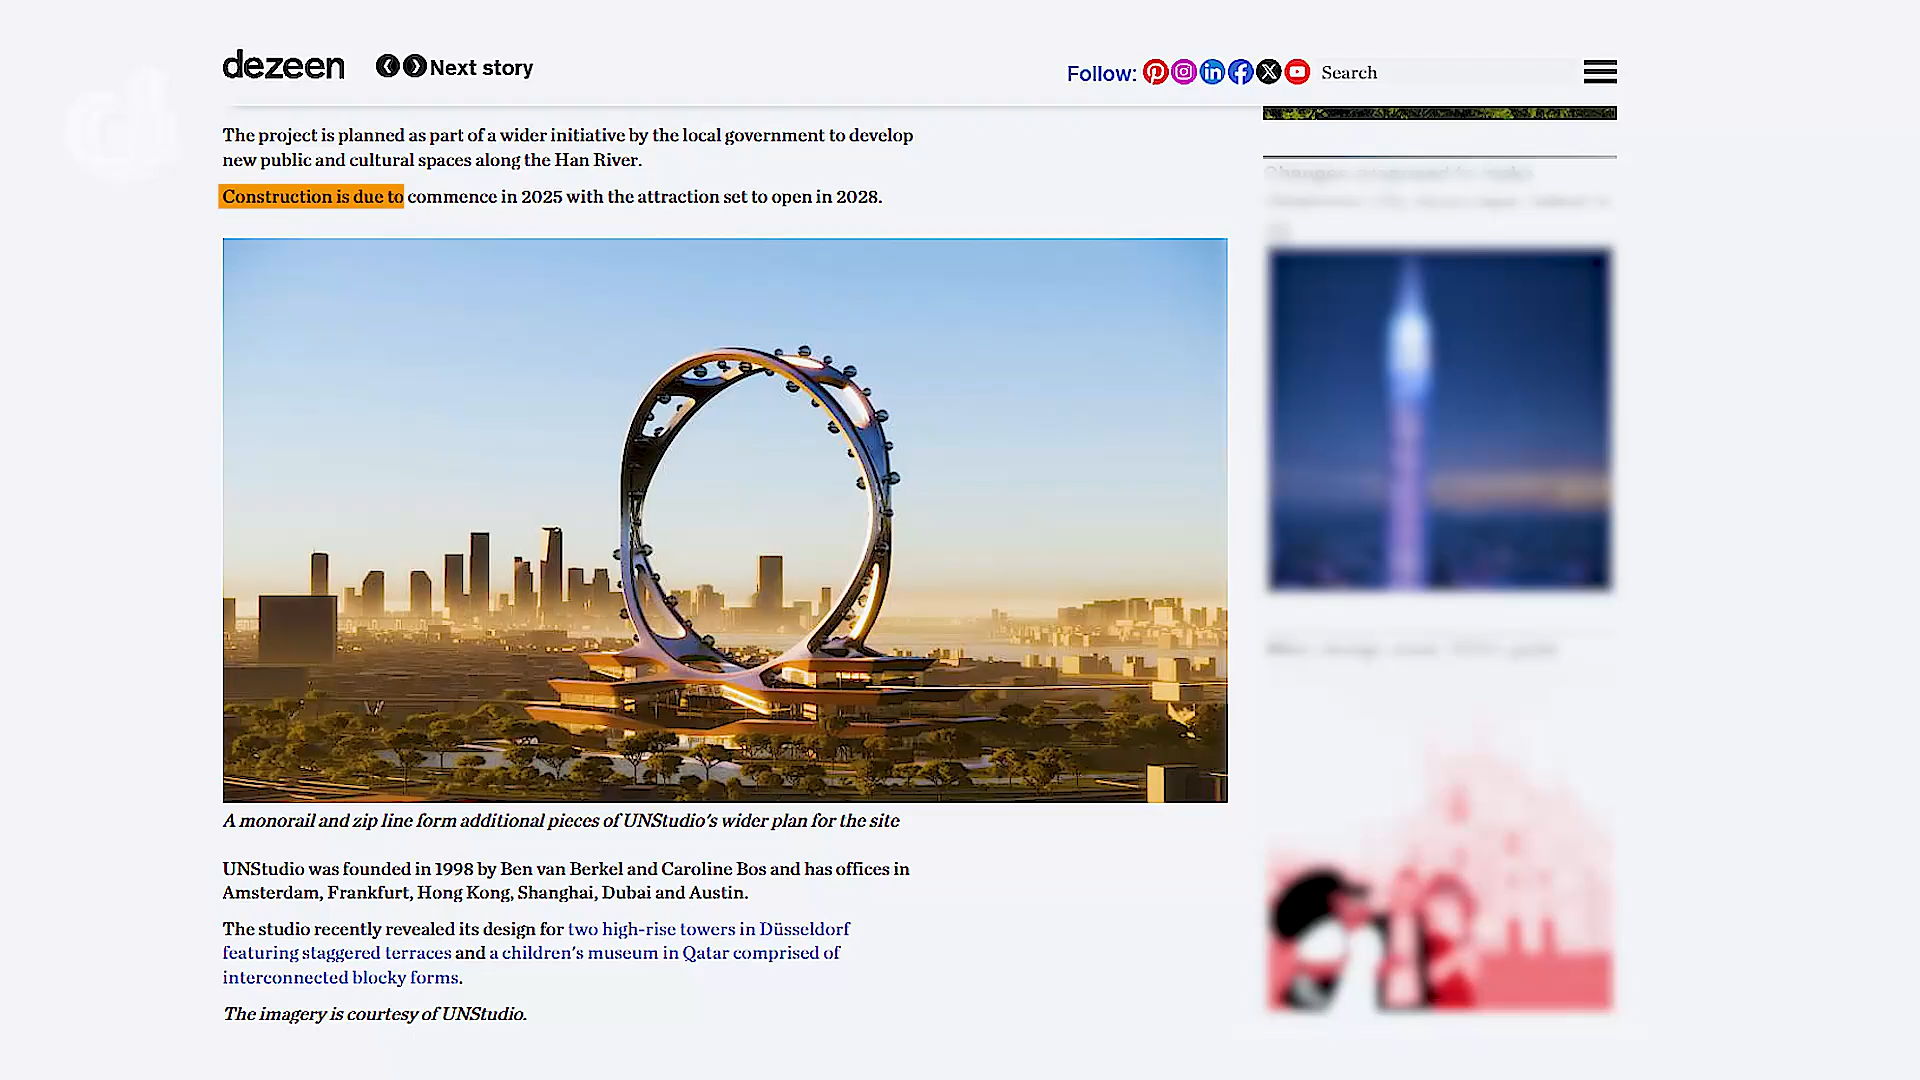 dezeen
Next story
Follow:
Search
The project is planned as part of a wider initiative by the local government to develop
new public and cultural spaces along the Han River.
Construction is due to commence in 2025 with the attraction set to open in 2028.
A monorail and zip line form additional pieces of UNStudio's wider plan for the site
UNStudio was founded in 1998 by Ben van Berkel and Caroline Bos and has offices in
Amsterdam, Frankfurt, Hong Kong, Shanghai, Dubai and Austin.
The studio recently revealed its design for two high-rise towers in Düsseldorf
featuring staggered terraces and a children's museum in Qatar comprised of
interconnected blocky forms.
The imagery is courtesy of UNStudio.